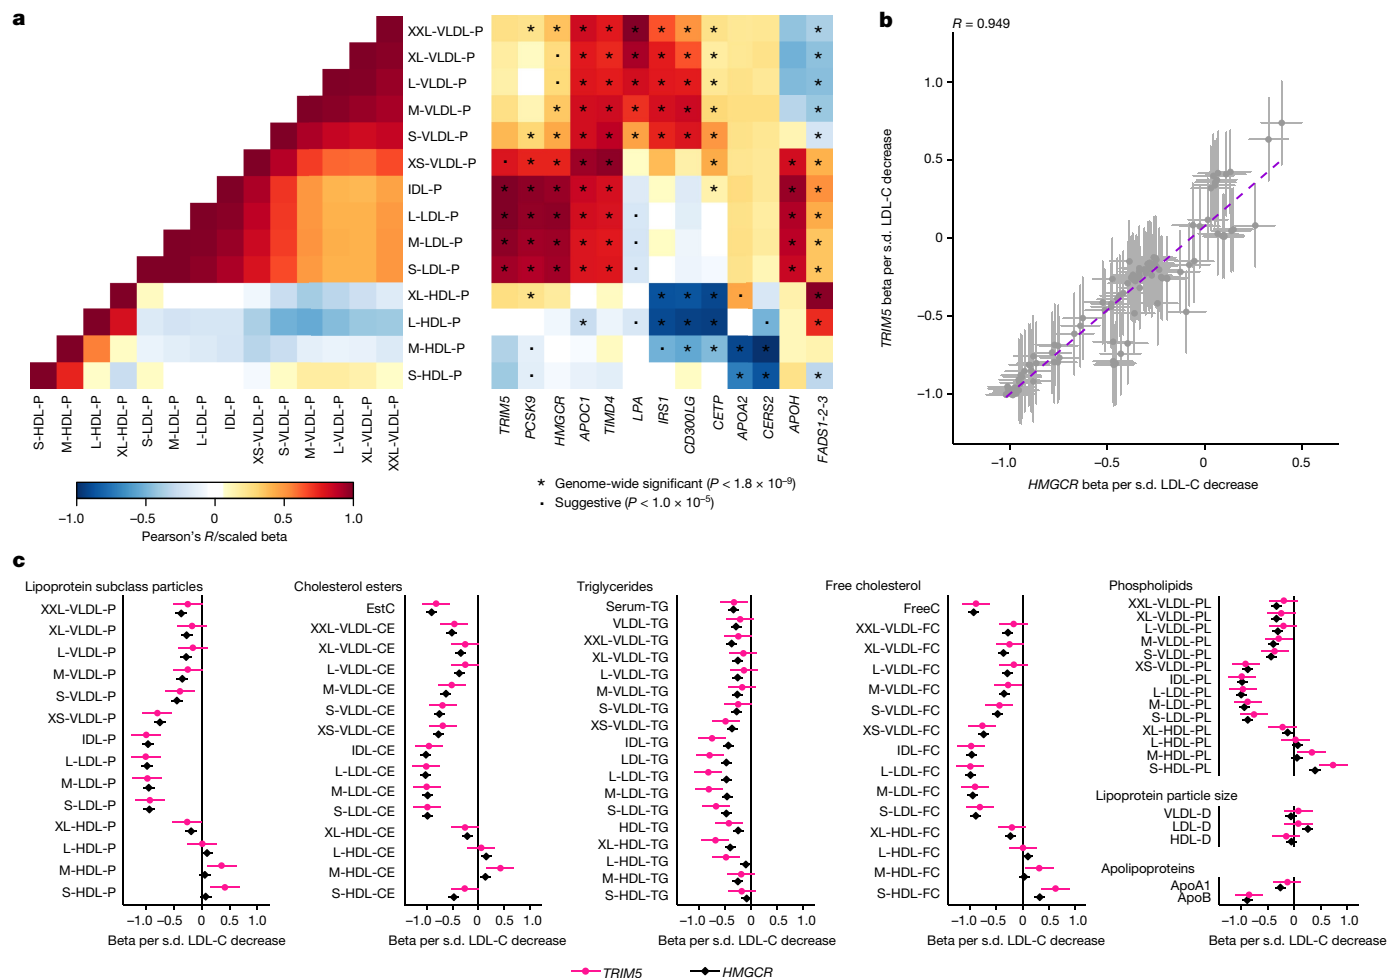 a
XXL-VLDL-P
XL-VLDL-P
L-VLDL-P
M-VLDL-P
S-VLDL-P
XS-VLDL-P
IDL-P
L-LDL-P
M-LDL-P
S-LDL-P
XL-HDL-P
L-HDL-P
M-HDL-P
S-HDL-P
S-HDL-P
M-HDL-P
L-HDL-P
XL-HDL-P
S-LDL-P
M-LDL-P
L-LDL-P
IDL-P
XS-VLDL-P
S-VLDL-P
M-VLDL-P
L-VLDL-P
XL-VLDL-P
XXL-VLDL-P
TRIM5
PCSK9
HMGCR
APOC1
TIMD4
LPA
IRS1
CD300LG
CETP
APOA2
CERS2
APOH
FADS1-2-3
−1.0 −0.5 0 0.5 1.0
Pearson's R/scaled beta
* Genome-wide significant (P < 1.8 × 10⁻⁹)
· Suggestive (P < 1.0 × 10⁻⁵)
b
R = 0.949
TRIM5 beta per s.d. LDL-C decrease
1.0
0.5
0
−0.5
−1.0
−1.0 −0.5 0 0.5
HMGCR beta per s.d. LDL-C decrease
c
Lipoprotein subclass particles
XXL-VLDL-P
XL-VLDL-P
L-VLDL-P
M-VLDL-P
S-VLDL-P
XS-VLDL-P
IDL-P
L-LDL-P
M-LDL-P
S-LDL-P
XL-HDL-P
L-HDL-P
M-HDL-P
S-HDL-P
−1.0 −0.5 0 0.5 1.0
Beta per s.d. LDL-C decrease
Cholesterol esters
EstC
XXL-VLDL-CE
XL-VLDL-CE
L-VLDL-CE
M-VLDL-CE
S-VLDL-CE
XS-VLDL-CE
IDL-CE
L-LDL-CE
M-LDL-CE
S-LDL-CE
XL-HDL-CE
L-HDL-CE
M-HDL-CE
S-HDL-CE
−1.0 −0.5 0 0.5 1.0
Beta per s.d. LDL-C decrease
Triglycerides
Serum-TG
VLDL-TG
XXL-VLDL-TG
XL-VLDL-TG
L-VLDL-TG
M-VLDL-TG
S-VLDL-TG
XS-VLDL-TG
IDL-TG
LDL-TG
L-LDL-TG
M-LDL-TG
S-LDL-TG
HDL-TG
XL-HDL-TG
L-HDL-TG
M-HDL-TG
S-HDL-TG
−1.0 −0.5 0 0.5 1.0
Beta per s.d. LDL-C decrease
Free cholesterol
FreeC
XXL-VLDL-FC
XL-VLDL-FC
L-VLDL-FC
M-VLDL-FC
S-VLDL-FC
XS-VLDL-FC
IDL-FC
L-LDL-FC
M-LDL-FC
S-LDL-FC
XL-HDL-FC
L-HDL-FC
M-HDL-FC
S-HDL-FC
−1.0 −0.5 0 0.5 1.0
Beta per s.d. LDL-C decrease
Phospholipids
XXL-VLDL-PL
XL-VLDL-PL
L-VLDL-PL
M-VLDL-PL
S-VLDL-PL
XS-VLDL-PL
IDL-PL
L-LDL-PL
M-LDL-PL
S-LDL-PL
XL-HDL-PL
L-HDL-PL
M-HDL-PL
S-HDL-PL
Lipoprotein particle size
VLDL-D
LDL-D
HDL-D
Apolipoproteins
ApoA1
ApoB
−1.0 −0.5 0 0.5 1.0
Beta per s.d. LDL-C decrease
TRIM5 HMGCR